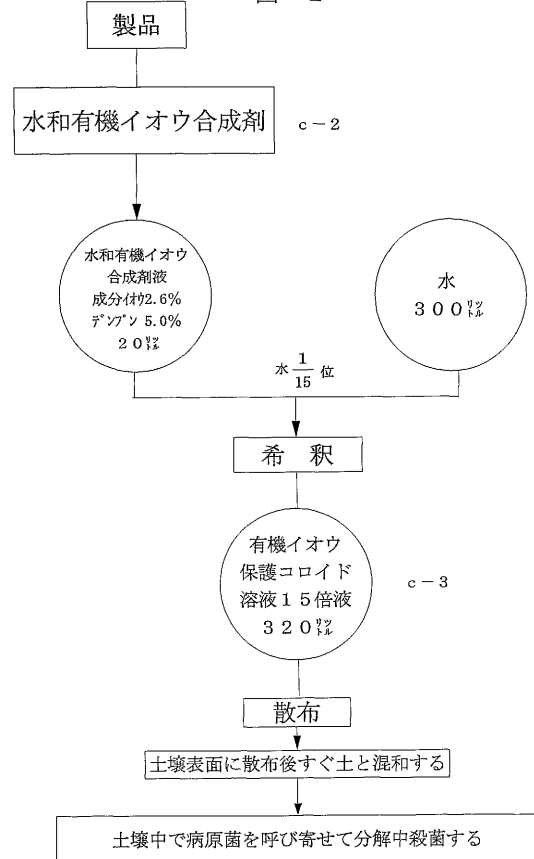 製品
水和有機イオウ合成剤
c－2
水和有機イオウ
合成剤液
成分ｲｵｳ2.6%
ﾃﾞﾝﾌﾟﾝ 5.0%
２０㍑
水
３００㍑
水 1/15 位
希　釈
有機イオウ
保護コロイド
溶液１５倍液
３２０㍑
c－3
散布
土壌表面に散布後すぐ土と混和する
土壌中で病原菌を呼び寄せて分解中殺菌する